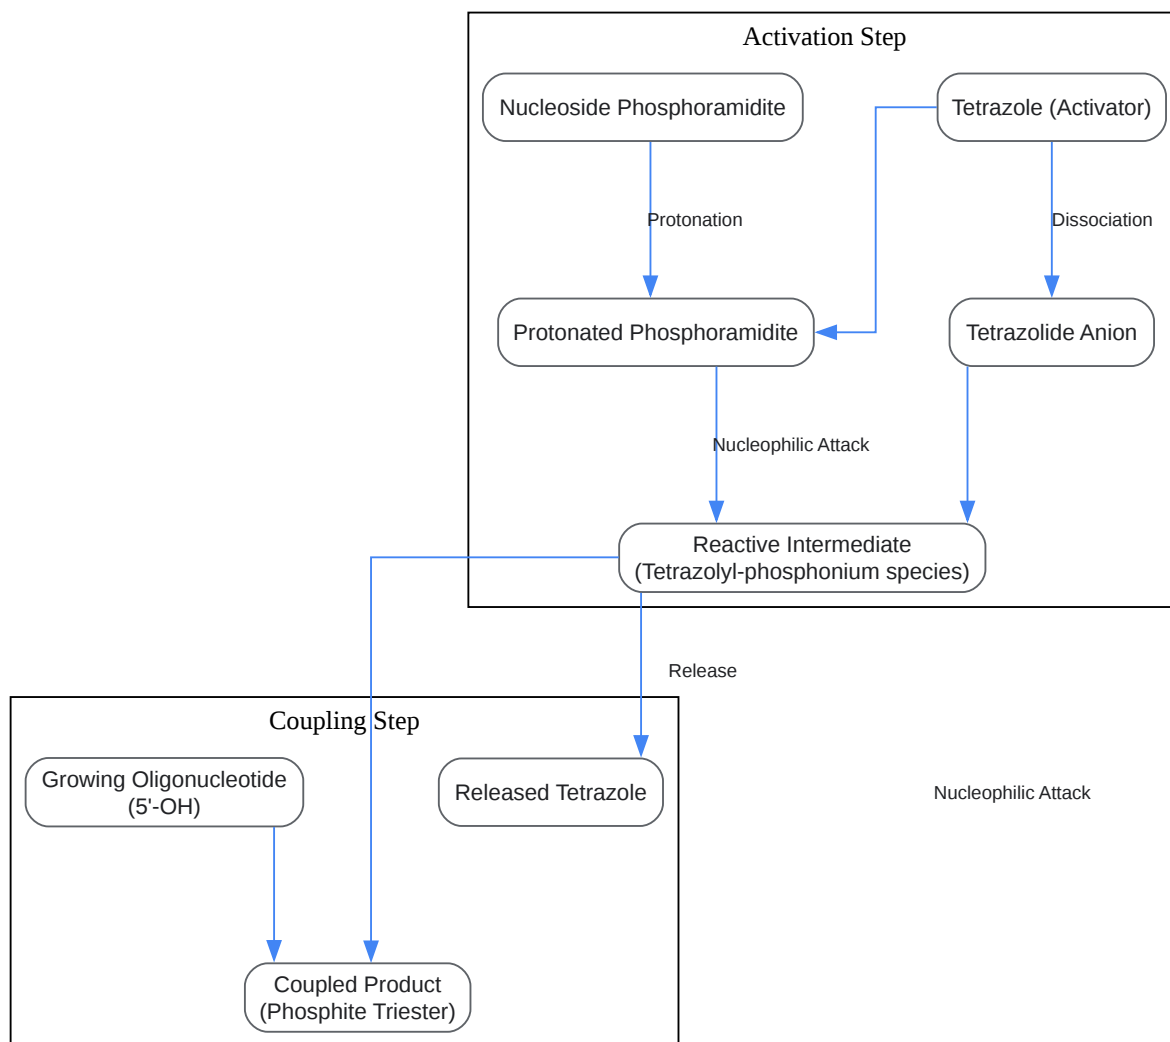 Activation Step
Nucleoside Phosphoramidite
Tetrazole (Activator)
Protonation
Dissociation
Protonated Phosphoramidite
Tetrazolide Anion
Nucleophilic Attack
Reactive Intermediate
(Tetrazolyl-phosphonium species)
Release
Coupling Step
Growing Oligonucleotide
(5'-OH)
Released Tetrazole
Nucleophilic Attack
Coupled Product
(Phosphite Triester)